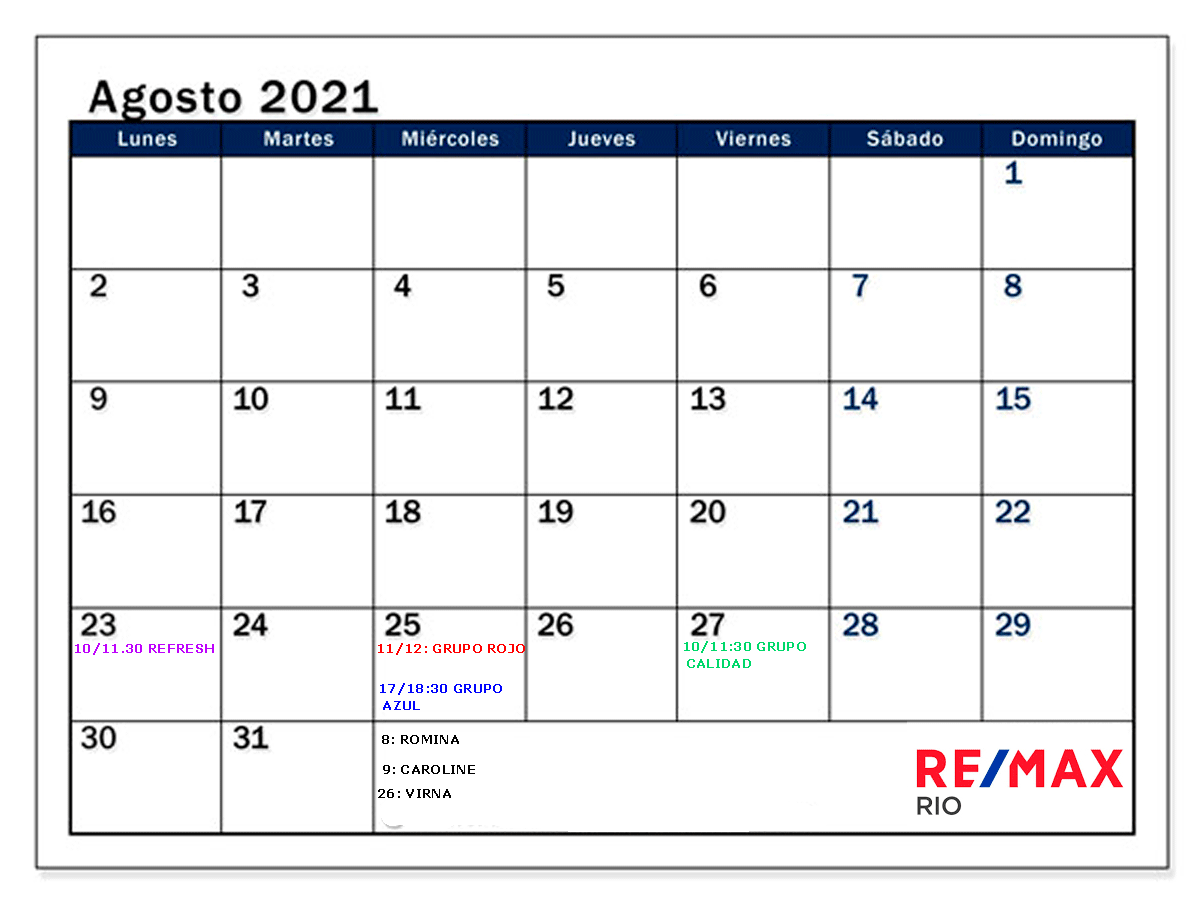 Agosto 2021
Lunes Martes Miércoles Jueves Viernes Sábado Domingo
1
2 3 4 5 6 7 8
9 10 11 12 13 14 15
16 17 18 19 20 21 22
23 24 25 26 27 28 29
10/11.30 REFRESH
11/12: GRUPO ROJO
17/18:30 GRUPO
AZUL
10/11:30 GRUPO
CALIDAD
30 31
8: ROMINA
9: CAROLINE
26: VIRNA
RE/MAX
RIO